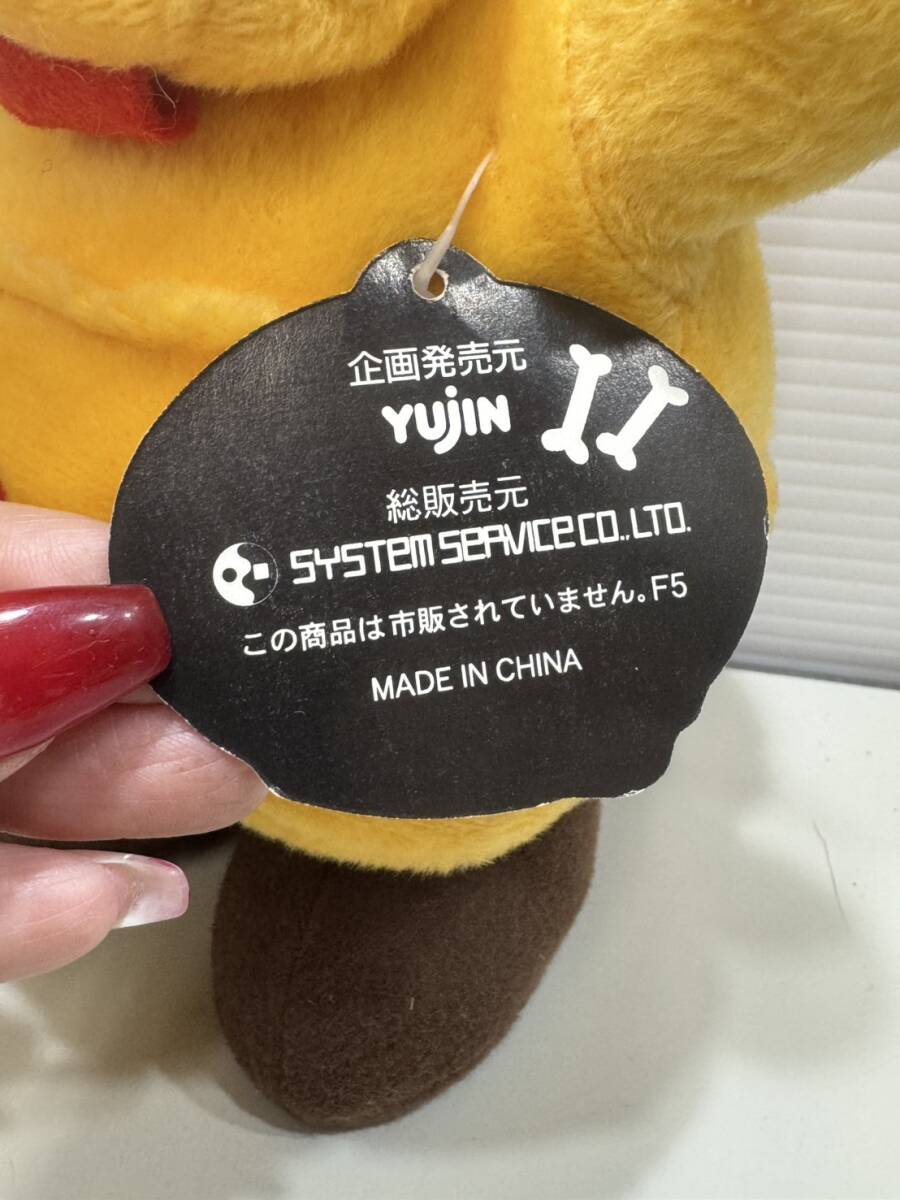 企画発売元
YUJIN
総販売元
SYSTEM SERVICE CO.,LTD.
この商品は市販されていません。F5
MADE IN CHINA